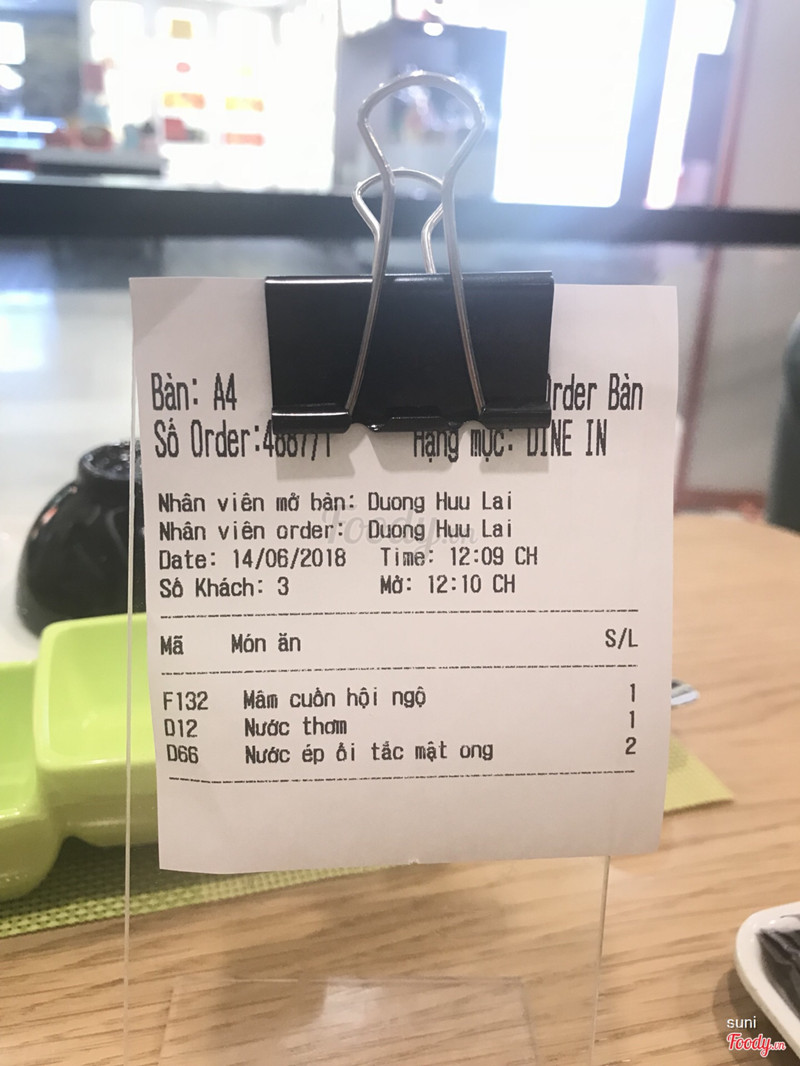 Bàn: A4 Order Bàn
Số Order: Hạng mục: DINE IN
Nhân viên mở bàn: Duong Huu Lai
Nhân viên order: Duong Huu Lai
Date: 14/06/2018 Time: 12:09 CH
Số Khách: 3 Mở: 12:10 CH
Mã Món ăn S/L
F132 Mâm cuốn hội ngộ 1
D12 Nước thơm 1
D66 Nước ép ổi tắc mật ong 2
Foody.vn
suni
Foody.vn